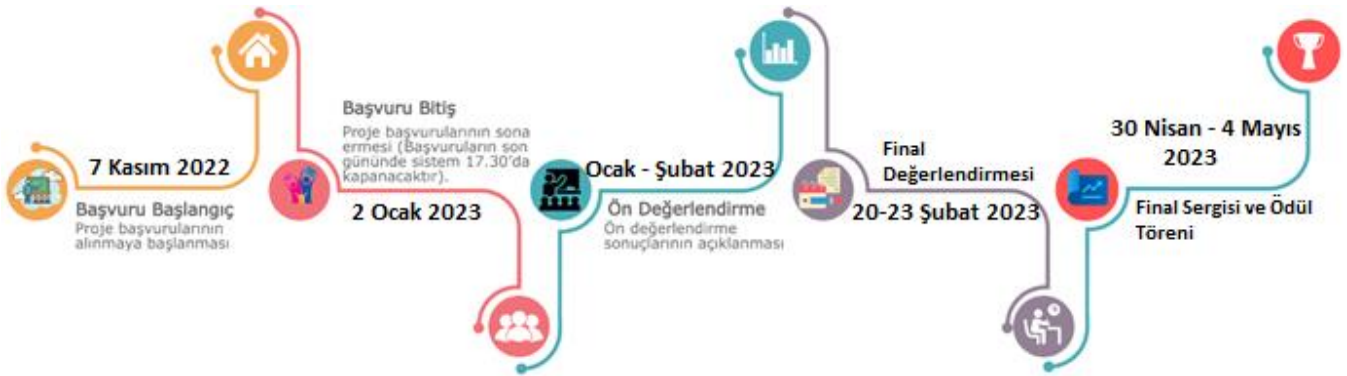 7 Kasım 2022
Başvuru Başlangıç
Proje başvurularının
alınmaya başlanması
Başvuru Bitiş
Proje başvurularının sona
ermesi (Başvuruların son
gününde sistem 17.30'da
kapanacaktır).
2 Ocak 2023
Ocak - Şubat 2023
Ön Değerlendirme
Ön değerlendirme
sonuçlarının açıklanması
Final
Değerlendirmesi
20-23 Şubat 2023
30 Nisan - 4 Mayıs
2023
Final Sergisi ve Ödül
Töreni